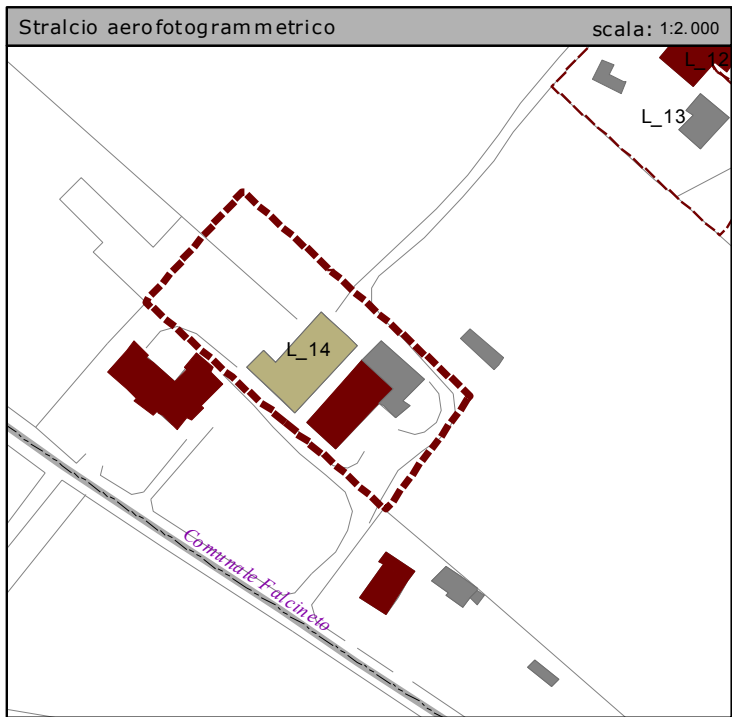 Stralcio aerofotogrammetrico
scala: 1:2.000
L_12
L_13
L_14
Comunale Falcineto